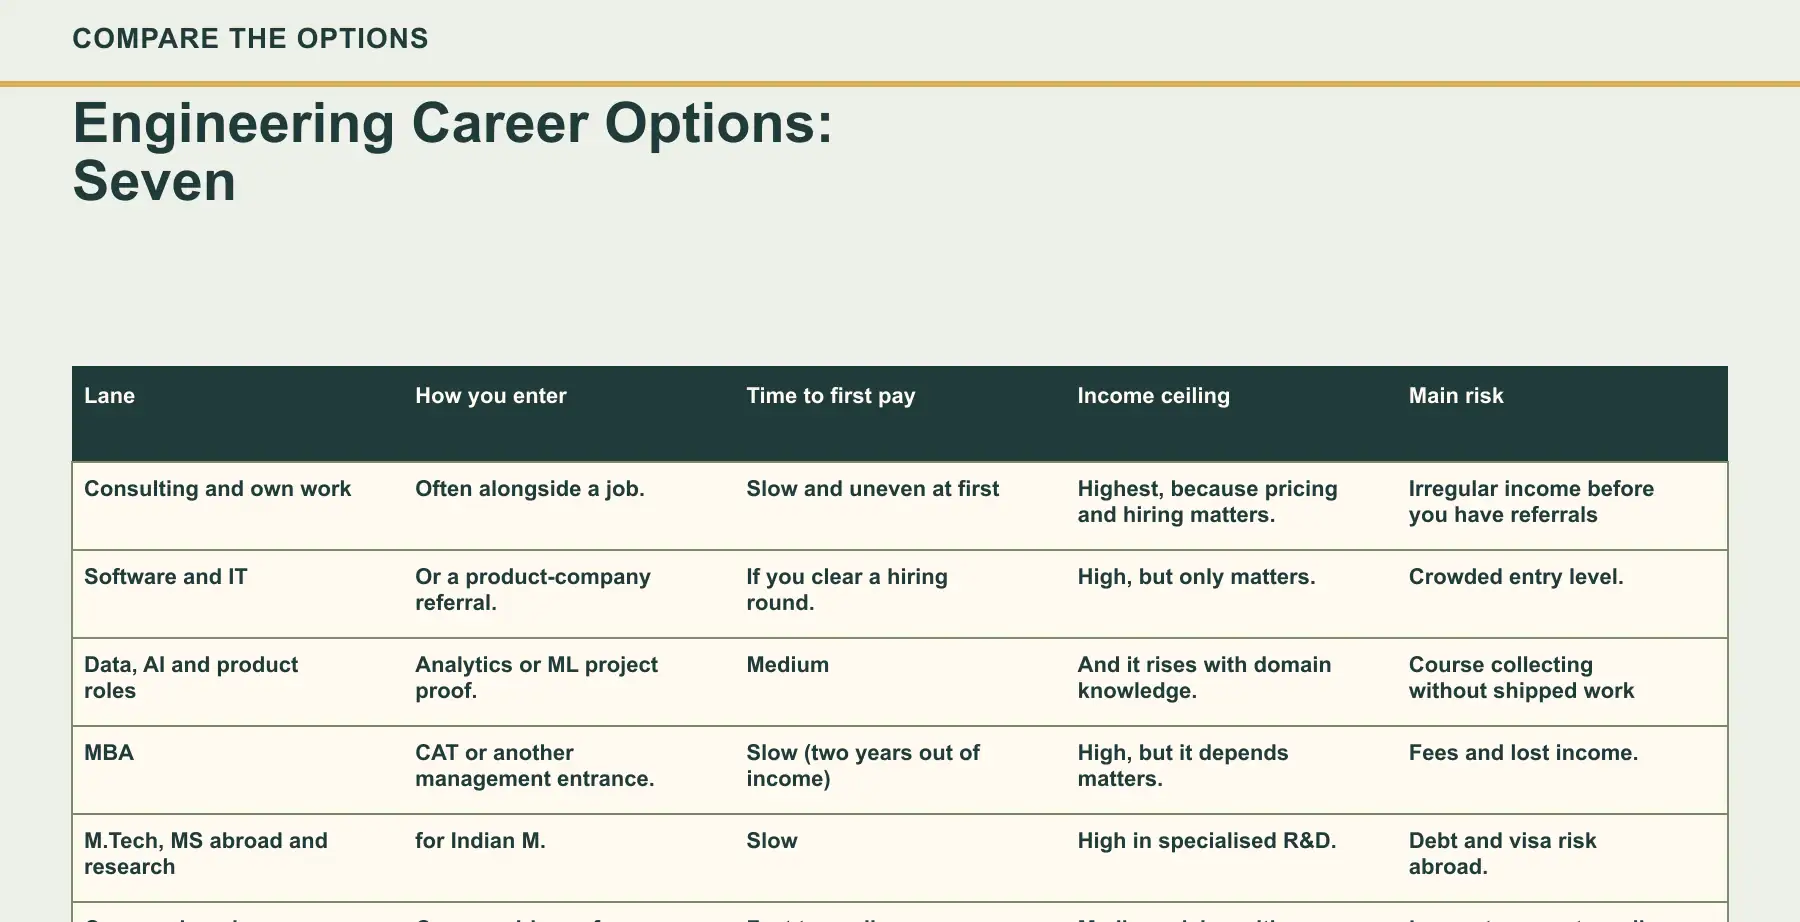 COMPARE THE OPTIONS
Engineering Career Options:
Seven
Lane
How you enter
Time to first pay
Income ceiling
Main risk
Consulting and own work
Often alongside a job.
Slow and uneven at first
Highest, because pricing
and hiring matters.
Irregular income before
you have referrals
Software and IT
Or a product-company
referral.
If you clear a hiring
round.
High, but only matters.
Crowded entry level.
Data, AI and product
roles
Analytics or ML project
proof.
Medium
And it rises with domain
knowledge.
Course collecting
without shipped work
MBA
CAT or another
management entrance.
Slow (two years out of
income)
High, but it depends
matters.
Fees and lost income.
M.Tech, MS abroad and
research
for Indian M.
Slow
High in specialised R&D.
Debt and visa risk
abroad.